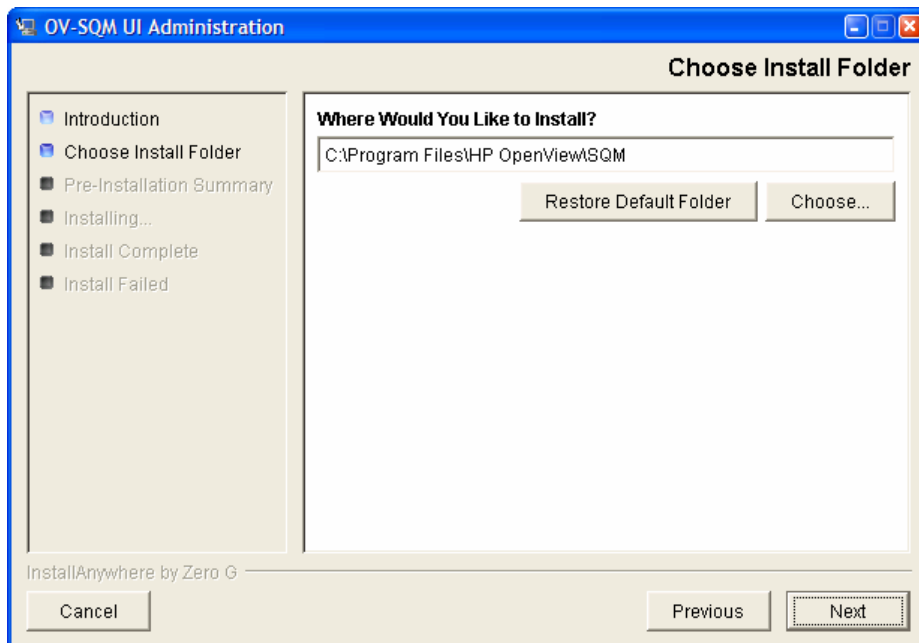 OV-SQM UI Administration
Choose Install Folder
Introduction
Choose Install Folder
Pre-Installation Summary
Installing...
Install Complete
Install Failed
Where Would You Like to Install?
C:\Program Files\HP OpenView\SQM
Restore Default Folder
Choose...
InstallAnywhere by Zero G
Cancel
Previous
Next